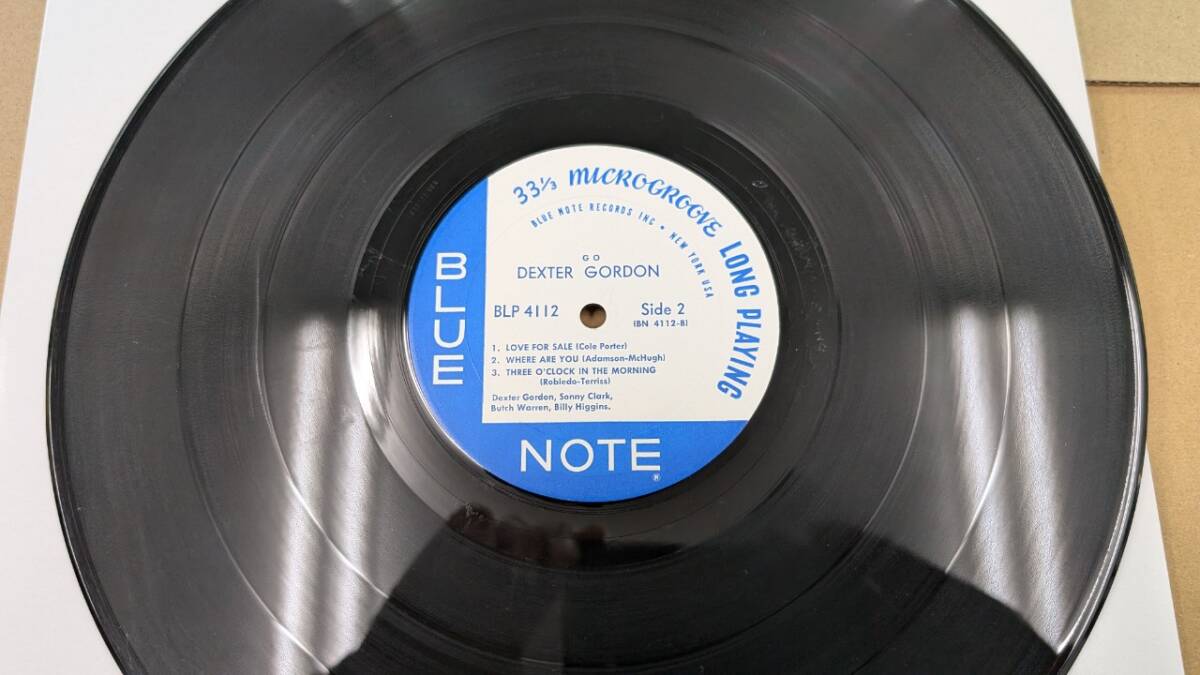 33⅓ MICROGROOVE LONG PLAYING
BLUE NOTE RECORDS INC • NEW YORK USA
GO
DEXTER GORDON
BLP 4112 Side 2
(BN 4112-B)
1. LOVE FOR SALE (Cole Porter)
2. WHERE ARE YOU (Adamson-McHugh)
3. THREE O'CLOCK IN THE MORNING
(Robledo-Terriss)
Dexter Gordon, Sonny Clark,
Butch Warren, Billy Higgins.
BLUE
NOTE ®